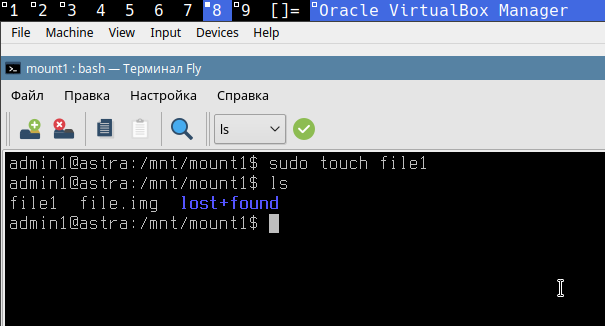 1 2 3 4 5 6 7 8 9 []= Oracle VirtualBox Manager
File Machine View Input Devices Help
mount1 : bash — Терминал Fly
Файл Правка Настройка Справка
ls
admin1@astra:/mnt/mount1$ sudo touch file1
admin1@astra:/mnt/mount1$ ls
file1 file.img lost+found
admin1@astra:/mnt/mount1$